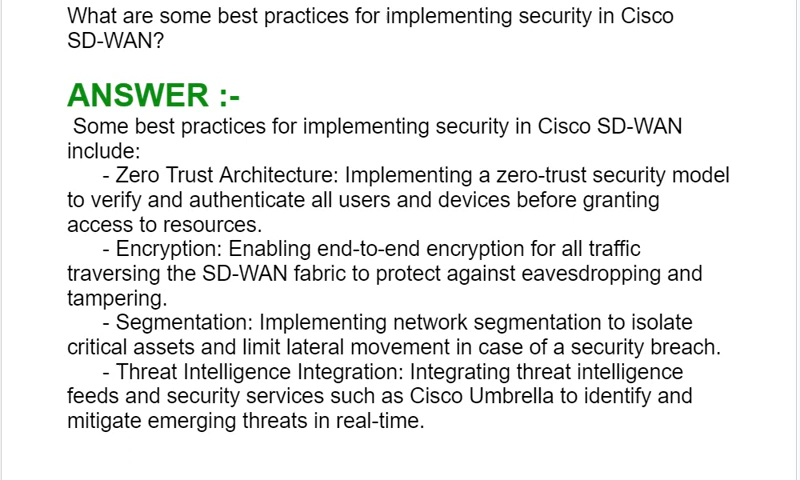 What are some best practices for implementing security in Cisco
SD-WAN?
ANSWER :-
Some best practices for implementing security in Cisco SD-WAN
include:
- Zero Trust Architecture: Implementing a zero-trust security model
to verify and authenticate all users and devices before granting
access to resources.
- Encryption: Enabling end-to-end encryption for all traffic
traversing the SD-WAN fabric to protect against eavesdropping and
tampering.
- Segmentation: Implementing network segmentation to isolate
critical assets and limit lateral movement in case of a security breach.
- Threat Intelligence Integration: Integrating threat intelligence
feeds and security services such as Cisco Umbrella to identify and
mitigate emerging threats in real-time.